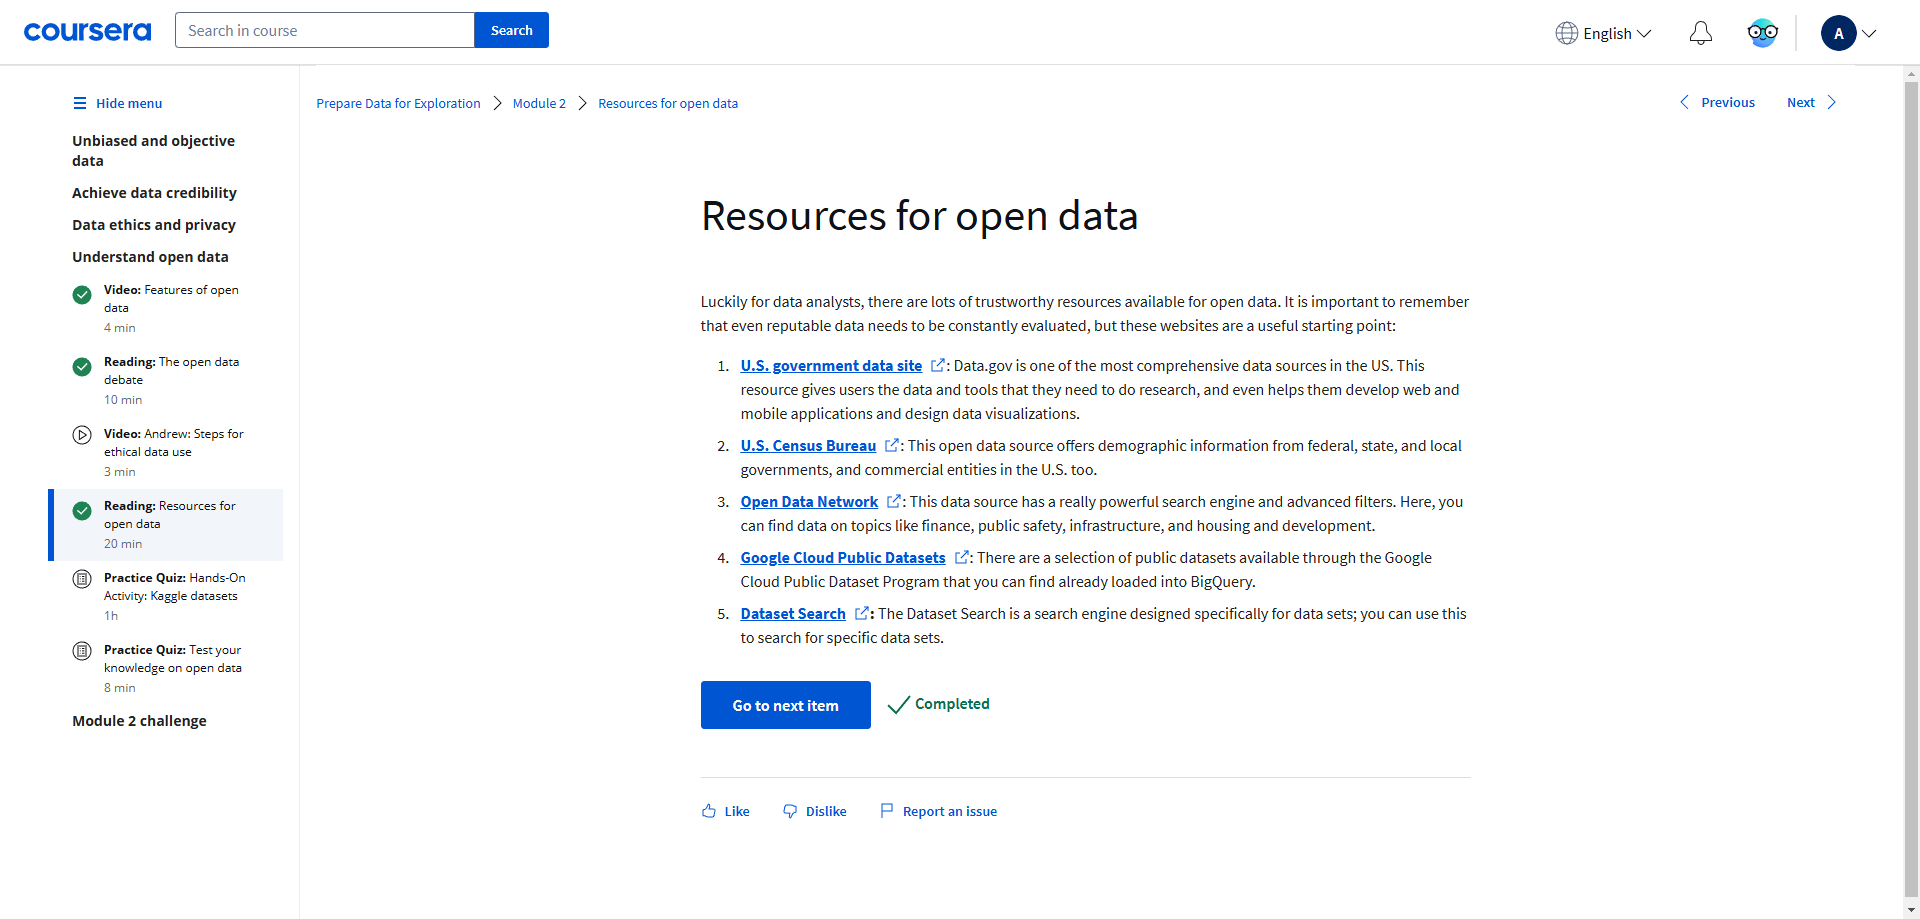 coursera
Search in course
Search
English
A
Hide menu
Unbiased and objective
data
Achieve data credibility
Data ethics and privacy
Understand open data
Video: Features of open
data
4 min
Reading: The open data
debate
10 min
Video: Andrew: Steps for
ethical data use
3 min
Reading: Resources for
open data
20 min
Practice Quiz: Hands-On
Activity: Kaggle datasets
1h
Practice Quiz: Test your
knowledge on open data
8 min
Module 2 challenge
Prepare Data for Exploration > Module 2 > Resources for open data
Previous
Next
Resources for open data
Luckily for data analysts, there are lots of trustworthy resources available for open data. It is important to remember
that even reputable data needs to be constantly evaluated, but these websites are a useful starting point:
1. U.S. government data site : Data.gov is one of the most comprehensive data sources in the US. This
resource gives users the data and tools that they need to do research, and even helps them develop web and
mobile applications and design data visualizations.
2. U.S. Census Bureau : This open data source offers demographic information from federal, state, and local
governments, and commercial entities in the U.S. too.
3. Open Data Network : This data source has a really powerful search engine and advanced filters. Here, you
can find data on topics like finance, public safety, infrastructure, and housing and development.
4. Google Cloud Public Datasets : There are a selection of public datasets available through the Google
Cloud Public Dataset Program that you can find already loaded into BigQuery.
5. Dataset Search : The Dataset Search is a search engine designed specifically for data sets; you can use this
to search for specific data sets.
Go to next item
Completed
Like
Dislike
Report an issue